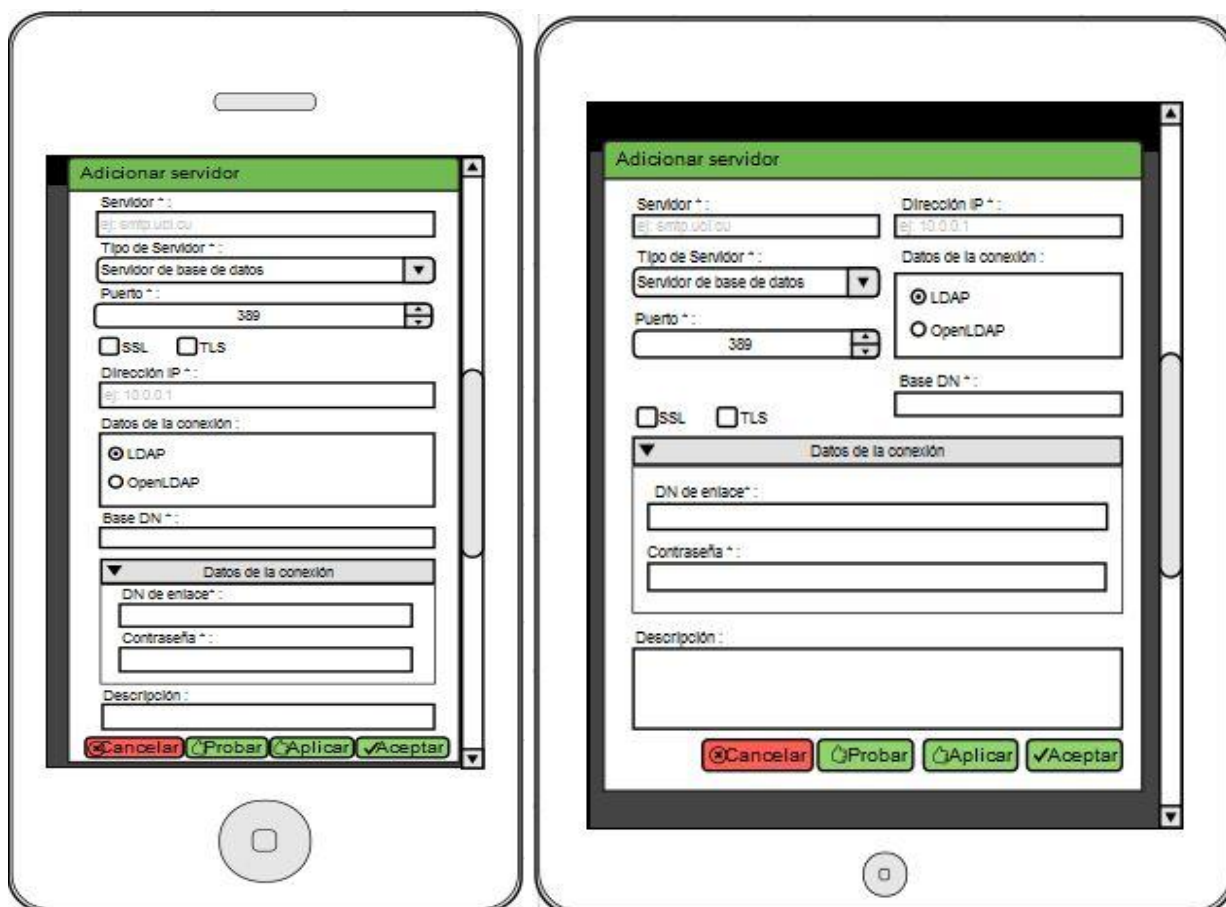 Adicionar servidor
Servidor * :
ej: smtp.uci.cu
Tipo de Servidor * :
Servidor de base de datos
Puerto * :
389
SSL TLS
Dirección IP * :
ej: 10.0.0.1
Datos de la conexión :
LDAP
OpenLDAP
Base DN * :
Datos de la conexión
DN de enlace* :
Contraseña * :
Descripción :
Cancelar Probar Aplicar Aceptar
Adicionar servidor
Servidor * : Dirección IP * :
ej: smtp.uci.cu ej: 10.0.0.1
Tipo de Servidor * : Datos de la conexión :
Servidor de base de datos
LDAP
Puerto * :
OpenLDAP
389
Base DN * :
SSL TLS
Datos de la conexión
DN de enlace* :
Contraseña * :
Descripción :
Cancelar Probar Aplicar Aceptar